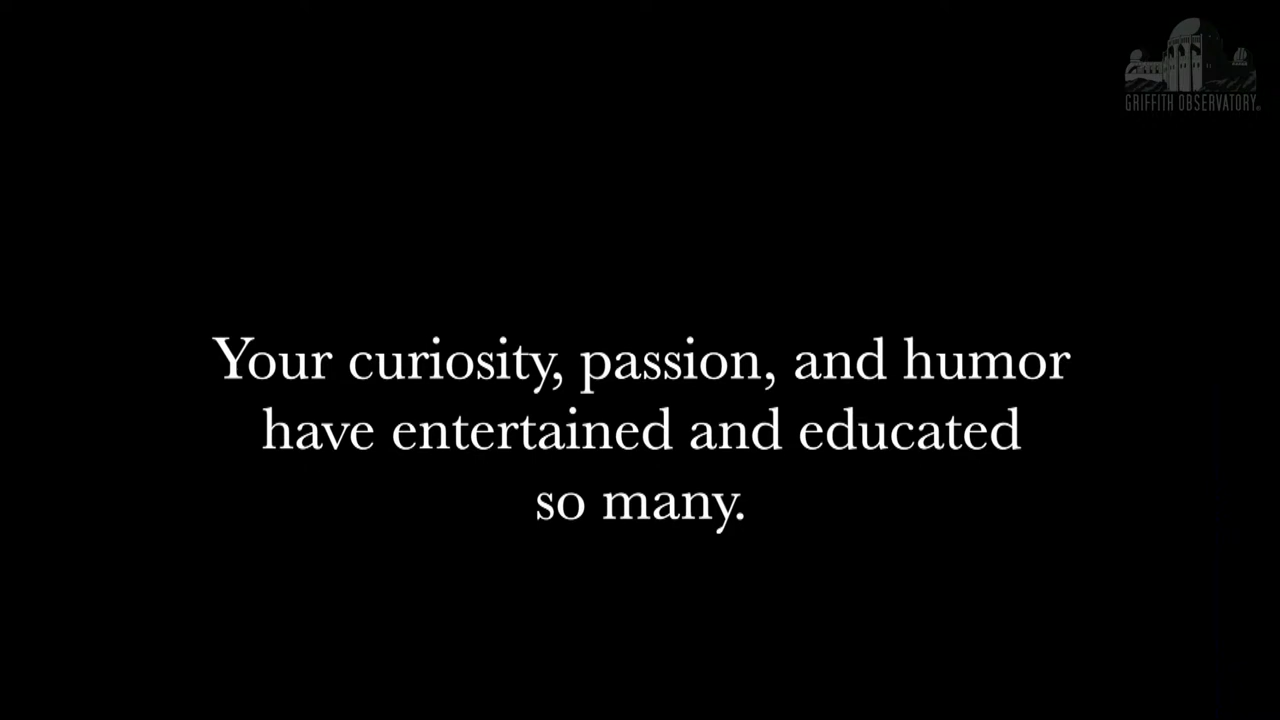 GRIFFITH OBSERVATORY
Your curiosity, passion, and humor
have entertained and educated
so many.